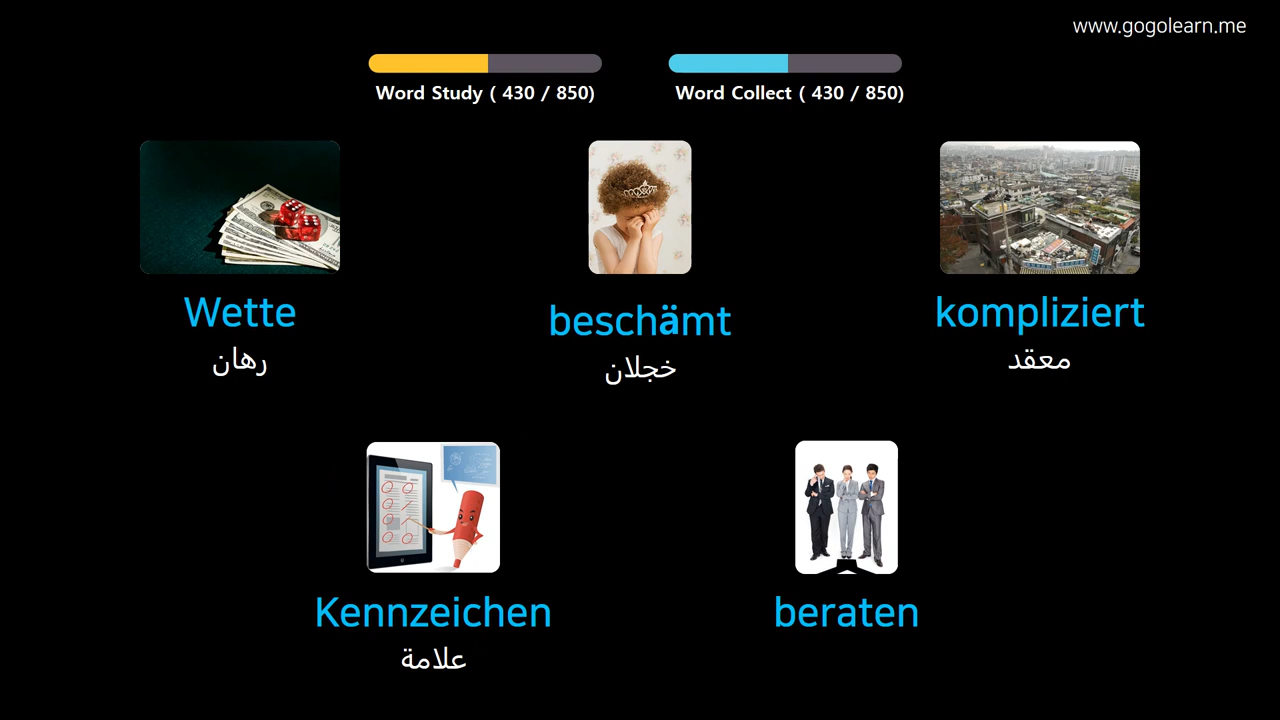 www.gogolearn.me
Word Study ( 430 / 850)
Word Collect ( 430 / 850)
Wette
رهان
beschämt
خجلان
kompliziert
معقد
Kennzeichen
علامة
beraten